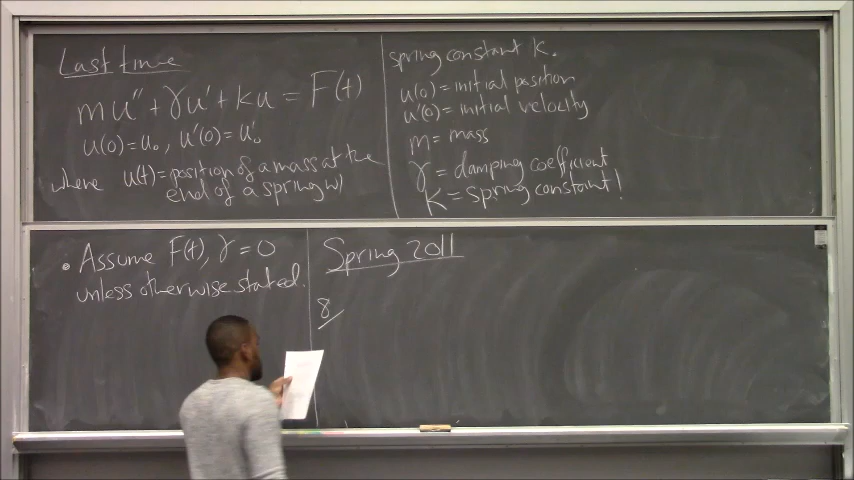 Last time
mu'' + γu' + ku = F(t)
u(0) = u₀, u'(0) = u₀'
where u(t) = position of a mass at the
end of a spring w/
spring constant k.
u(0) = initial position
u'(0) = initial velocity
m = mass
γ = damping coefficient
k = spring constant!
• Assume F(t), γ = 0
unless otherwise stated.
Spring 2011
8/